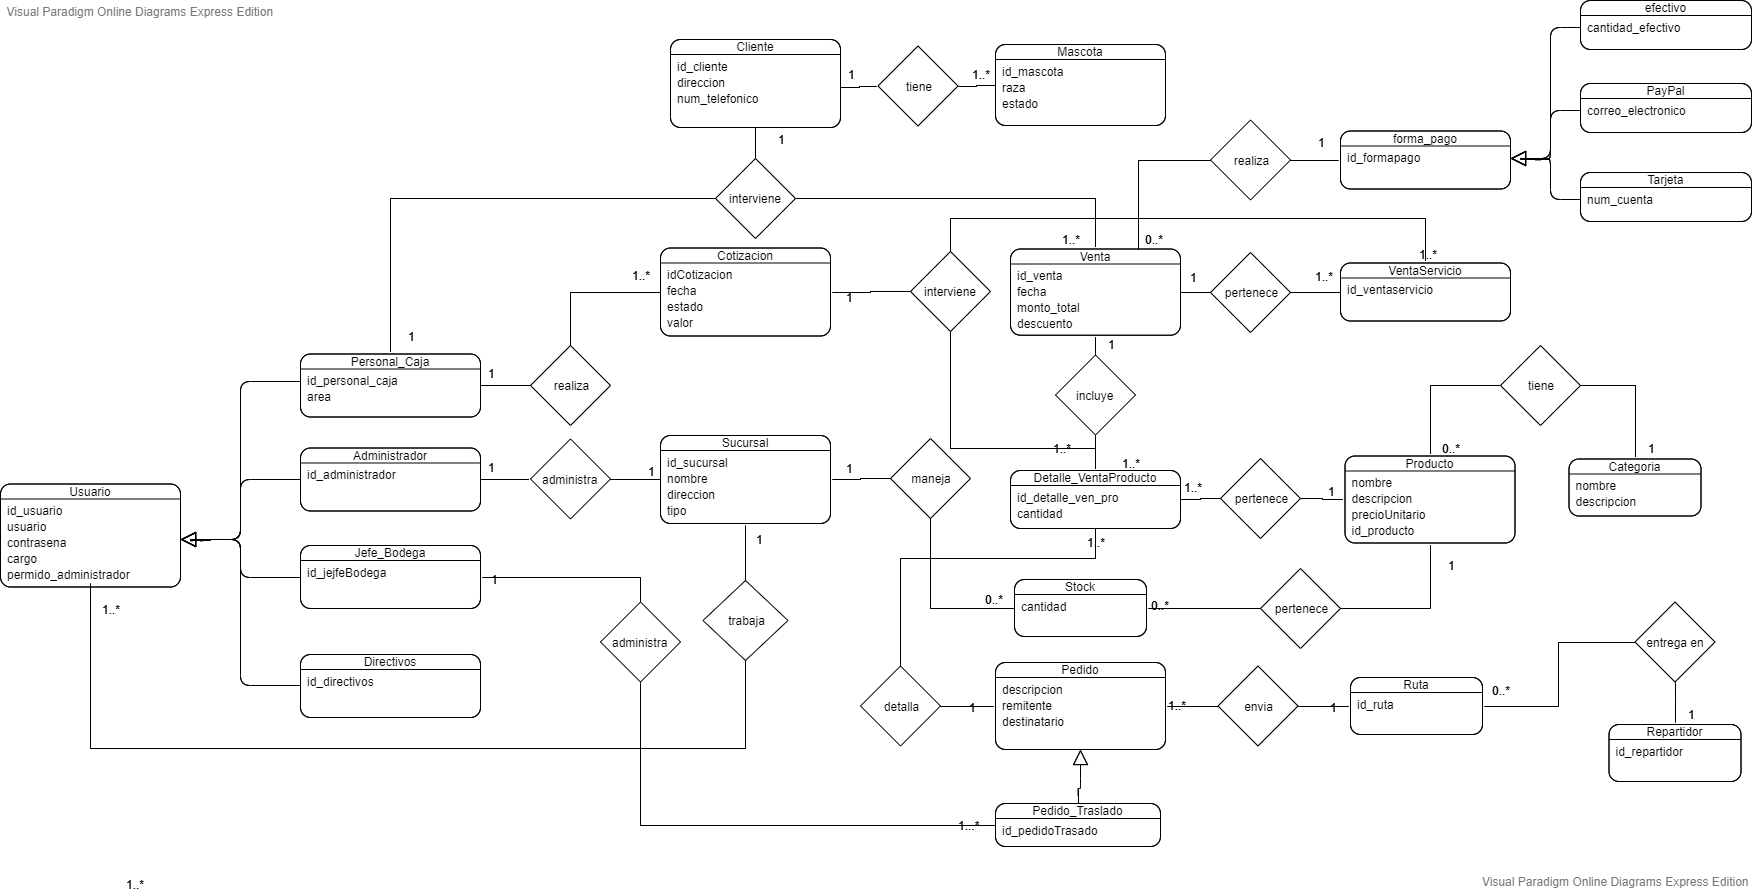 Visual Paradigm Online Diagrams Express Edition
efectivo
cantidad_efectivo
Cliente
id_cliente
direccion
num_telefonico
1
tiene
1..*
Mascota
id_mascota
raza
estado
PayPal
correo_electronico
1
realiza
1
forma_pago
id_formapago
Tarjeta
num_cuenta
interviene
1..*
0..*
Cotizacion
idCotizacion
fecha
estado
valor
1..*
1
interviene
Venta
id_venta
fecha
monto_total
descuento
1
pertenece
1..*
1..*
VentaServicio
id_ventaservicio
1
1
Personal_Caja
id_personal_caja
area
1
realiza
incluye
tiene
1..*
1..*
0..*
1
Administrador
id_administrador
1
administra
1
Sucursal
id_sucursal
nombre
direccion
tipo
1
maneja
Detalle_VentaProducto
id_detalle_ven_pro
cantidad
1..*
pertenece
1
Producto
nombre
descripcion
precioUnitario
id_producto
Categoria
nombre
descripcion
Usuario
id_usuario
usuario
contrasena
cargo
permido_administrador
1..*
Jefe_Bodega
id_jejfeBodega
1
1
1..*
1
0..*
Stock
cantidad
0..*
pertenece
trabaja
administra
Directivos
id_directivos
detalla
1
Pedido
descripcion
remitente
destinatario
1..*
envia
1
Ruta
id_ruta
0..*
entrega en
1
Repartidor
id_repartidor
1...*
Pedido_Traslado
id_pedidoTrasado
1..*
Visual Paradigm Online Diagrams Express Edition